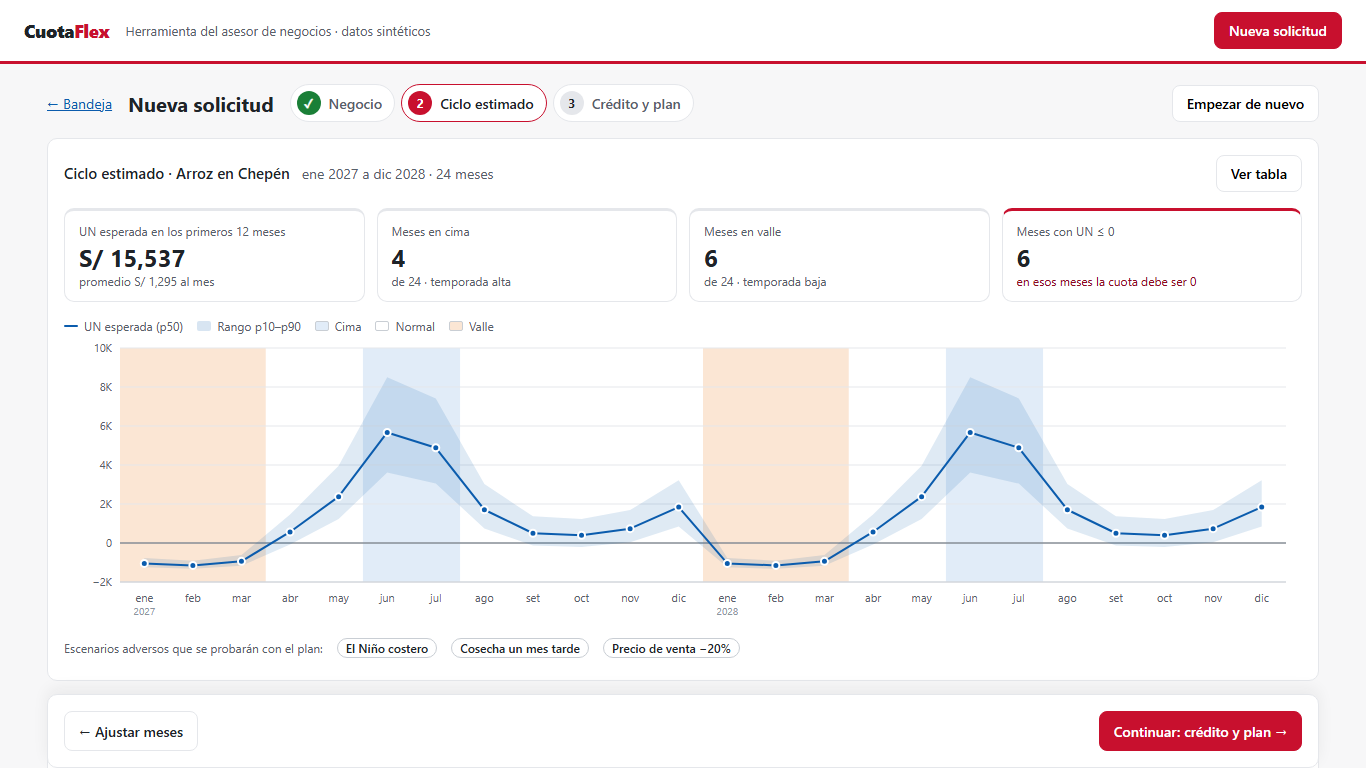 CuotaFlex Herramienta del asesor de negocios · datos sintéticos Nueva solicitud
← Bandeja Nueva solicitud ✓ Negocio 2 Ciclo estimado 3 Crédito y plan Empezar de nuevo
Ciclo estimado · Arroz en Chepén ene 2027 a dic 2028 · 24 meses Ver tabla
UN esperada en los primeros 12 meses
S/ 15,537
promedio S/ 1,295 al mes
Meses en cima
4
de 24 · temporada alta
Meses en valle
6
de 24 · temporada baja
Meses con UN ≤ 0
6
en esos meses la cuota debe ser 0
UN esperada (p50) Rango p10–p90 Cima Normal Valle
10K
8K
6K
4K
2K
0
−2K
ene feb mar abr may jun jul ago set oct nov dic ene feb mar abr may jun jul ago set oct nov dic
2027 2028
Escenarios adversos que se probarán con el plan: El Niño costero Cosecha un mes tarde Precio de venta −20%
← Ajustar meses Continuar: crédito y plan →